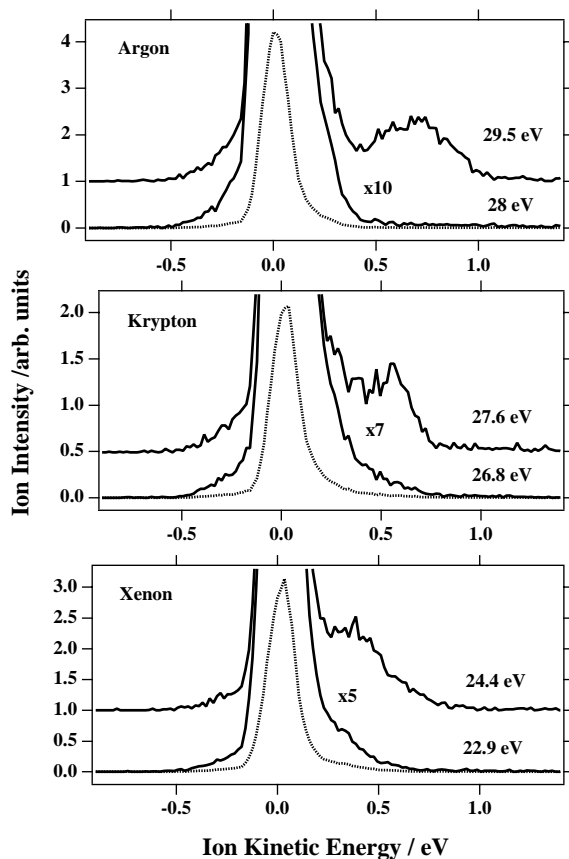 Argon
4
3
2
1
0
29.5 eV
x10
28 eV
-0.5
0.0
0.5
1.0
Krypton
2.0
1.5
1.0
0.5
0.0
27.6 eV
x7
26.8 eV
-0.5
0.0
0.5
1.0
Xenon
3.0
2.5
2.0
1.5
1.0
0.5
0.0
24.4 eV
x5
22.9 eV
-0.5
0.0
0.5
1.0
Ion Intensity /arb. units
Ion Kinetic Energy / eV